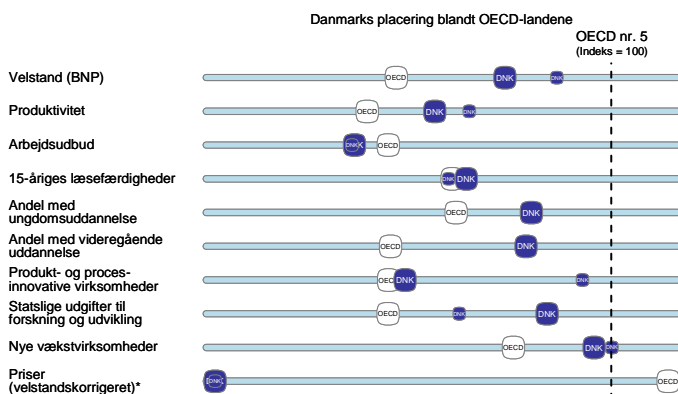 Danmarks placering blandt OECD-landene
OECD nr. 5
(Indeks = 100)
Velstand (BNP)
OECD
DNK
DNK
Produktivitet
OECD
DNK
DNK
Arbejdsudbud
DNK
K
OECD
15-åriges læsefærdigheder
DNK
DNK
Andel med
ungdomsuddannelse
OECD
DNK
Andel med videregående
uddannelse
OECD
DNK
Produkt- og proces-
innovative virksomheder
OEC
DNK
DNK
Statslige udgifter til
forskning og udvikling
OECD
DNK
DNK
Nye vækstvirksomheder
OECD
DNK
DNK
Priser
(velstandskorrigeret)*
DNK
OECD